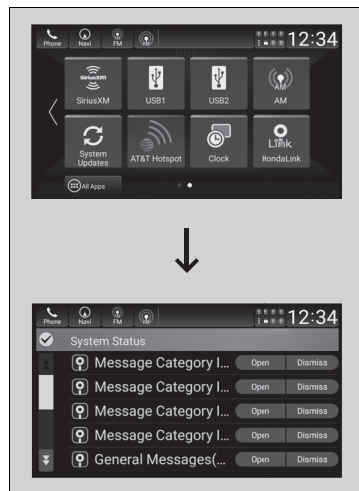 Phone Navi FM AM 12:34
SiriusXM USB1 USB2 AM
System Updates AT&T Hotspot Clock HondaLink
All Apps
Phone Navi FM AM 12:34
System Status
Message Category I... Open Dismiss
Message Category I... Open Dismiss
Message Category I... Open Dismiss
Message Category I... Open Dismiss
General Messages(... Open Dismiss